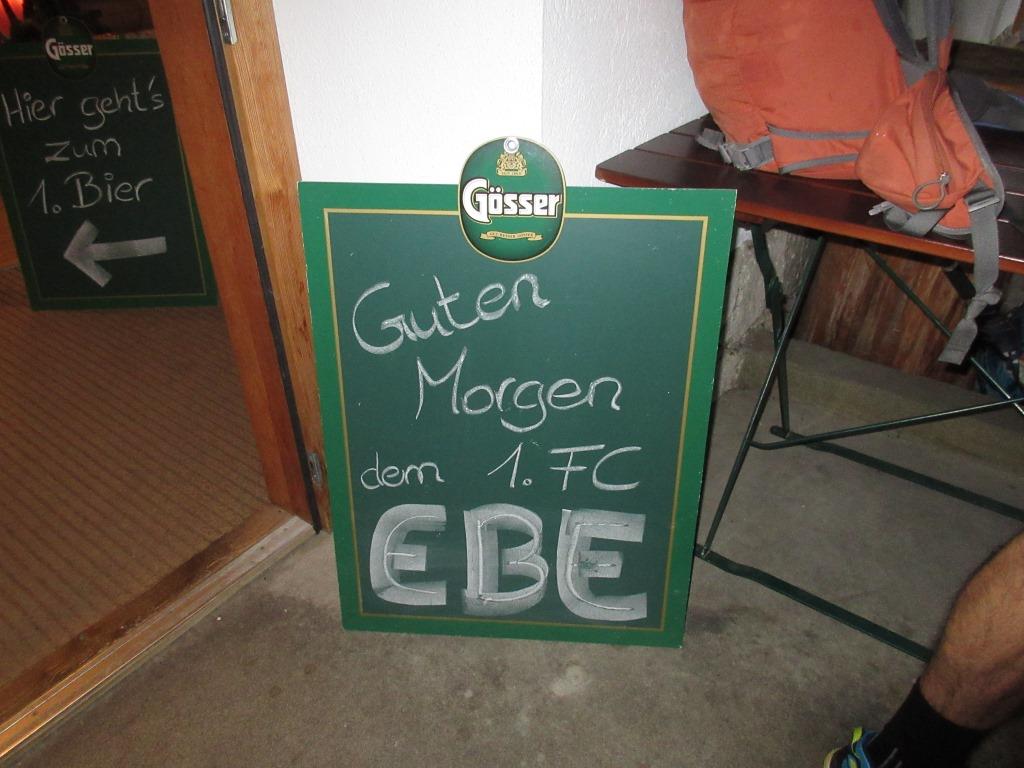 Gösser
Hier geht's
zum
1. Bier
Gösser
Guten
Morgen
dem 1. FC
EBE